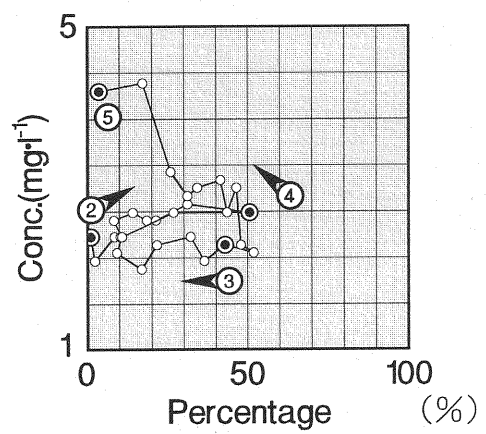 5
⑤
②
④
③
Conc.(mg·l⁻¹)
1
0 50 100
Percentage (%)